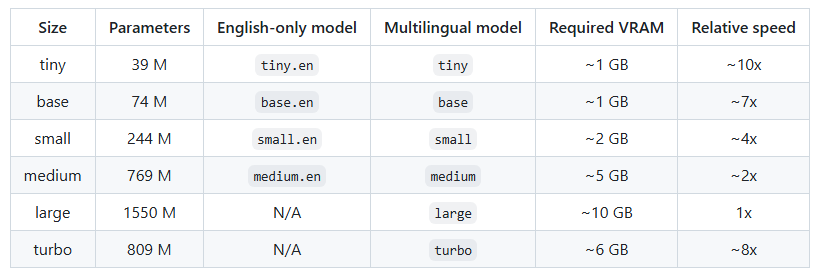 Size Parameters English-only model Multilingual model Required VRAM Relative speed
tiny 39 M tiny.en tiny ~1 GB ~10x
base 74 M base.en base ~1 GB ~7x
small 244 M small.en small ~2 GB ~4x
medium 769 M medium.en medium ~5 GB ~2x
large 1550 M N/A large ~10 GB 1x
turbo 809 M N/A turbo ~6 GB ~8x